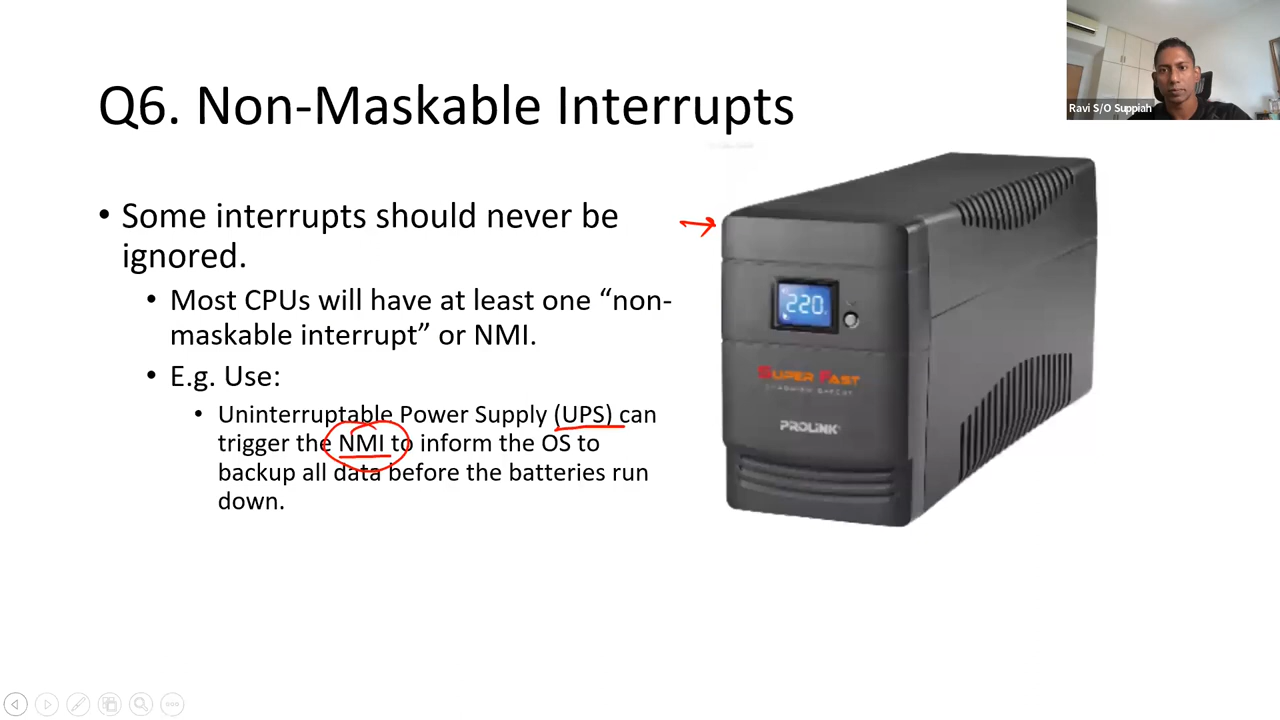 Q6. Non-Maskable Interrupts
Ravi S/O Suppiah
• Some interrupts should never be
ignored.
• Most CPUs will have at least one “non-
maskable interrupt” or NMI.
• E.g. Use:
• Uninterruptable Power Supply (UPS) can
trigger the NMI to inform the OS to
backup all data before the batteries run
down.
220
SUPER FAST
PROLINK